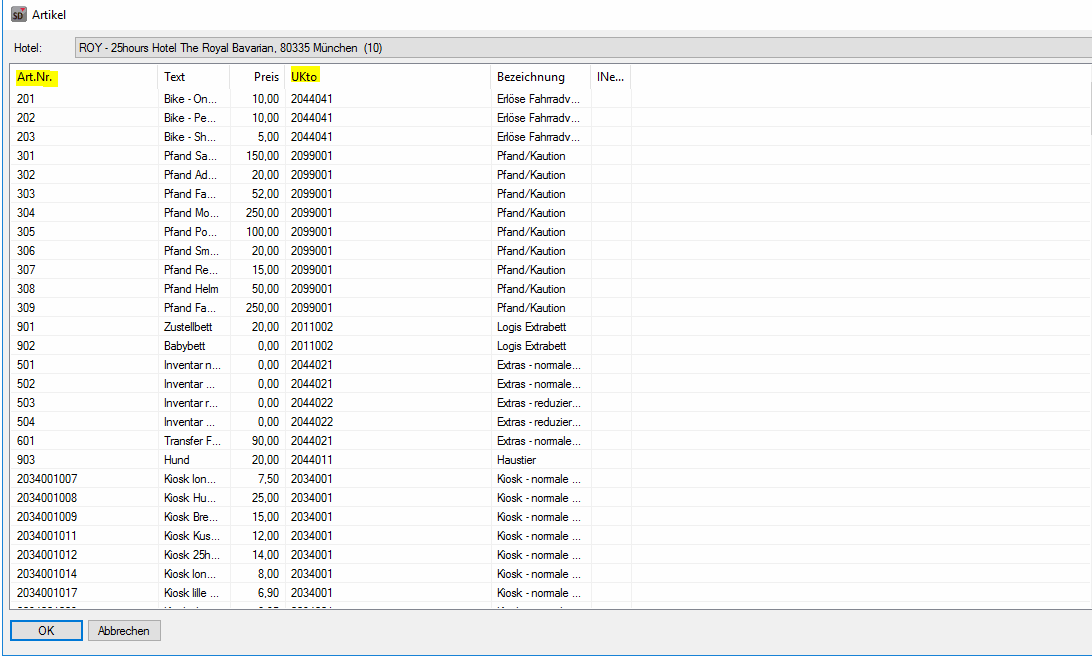 SD Artikel
Hotel: ROY - 25hours Hotel The Royal Bavarian, 80335 München (10)
Art.Nr. Text Preis UKto Bezeichnung INe...
201 Bike - On... 10,00 2044041 Erlöse Fahrradv...
202 Bike - Pe... 10,00 2044041 Erlöse Fahrradv...
203 Bike - Sh... 5,00 2044041 Erlöse Fahrradv...
301 Pfand Sa... 150,00 2099001 Pfand/Kaution
302 Pfand Ad... 20,00 2099001 Pfand/Kaution
303 Pfand Fa... 52,00 2099001 Pfand/Kaution
304 Pfand Mo... 250,00 2099001 Pfand/Kaution
305 Pfand Po... 100,00 2099001 Pfand/Kaution
306 Pfand Sm... 20,00 2099001 Pfand/Kaution
307 Pfand Re... 15,00 2099001 Pfand/Kaution
308 Pfand Helm 50,00 2099001 Pfand/Kaution
309 Pfand Fa... 250,00 2099001 Pfand/Kaution
901 Zustellbett 20,00 2011002 Logis Extrabett
902 Babybett 0,00 2011002 Logis Extrabett
501 Inventar n... 0,00 2044021 Extras - normale...
502 Inventar ... 0,00 2044021 Extras - normale...
503 Inventar r... 0,00 2044022 Extras - reduzier...
504 Inventar ... 0,00 2044022 Extras - reduzier...
601 Transfer F... 90,00 2044021 Extras - normale...
903 Hund 20,00 2044011 Haustier
2034001007 Kiosk Ion... 7,50 2034001 Kiosk - normale ...
2034001008 Kiosk Hu... 25,00 2034001 Kiosk - normale ...
2034001009 Kiosk Bre... 15,00 2034001 Kiosk - normale ...
2034001011 Kiosk Kus... 12,00 2034001 Kiosk - normale ...
2034001012 Kiosk 25h... 14,00 2034001 Kiosk - normale ...
2034001014 Kiosk Ion... 8,00 2034001 Kiosk - normale ...
2034001017 Kiosk lille ... 6,90 2034001 Kiosk - normale ...
OK Abbrechen